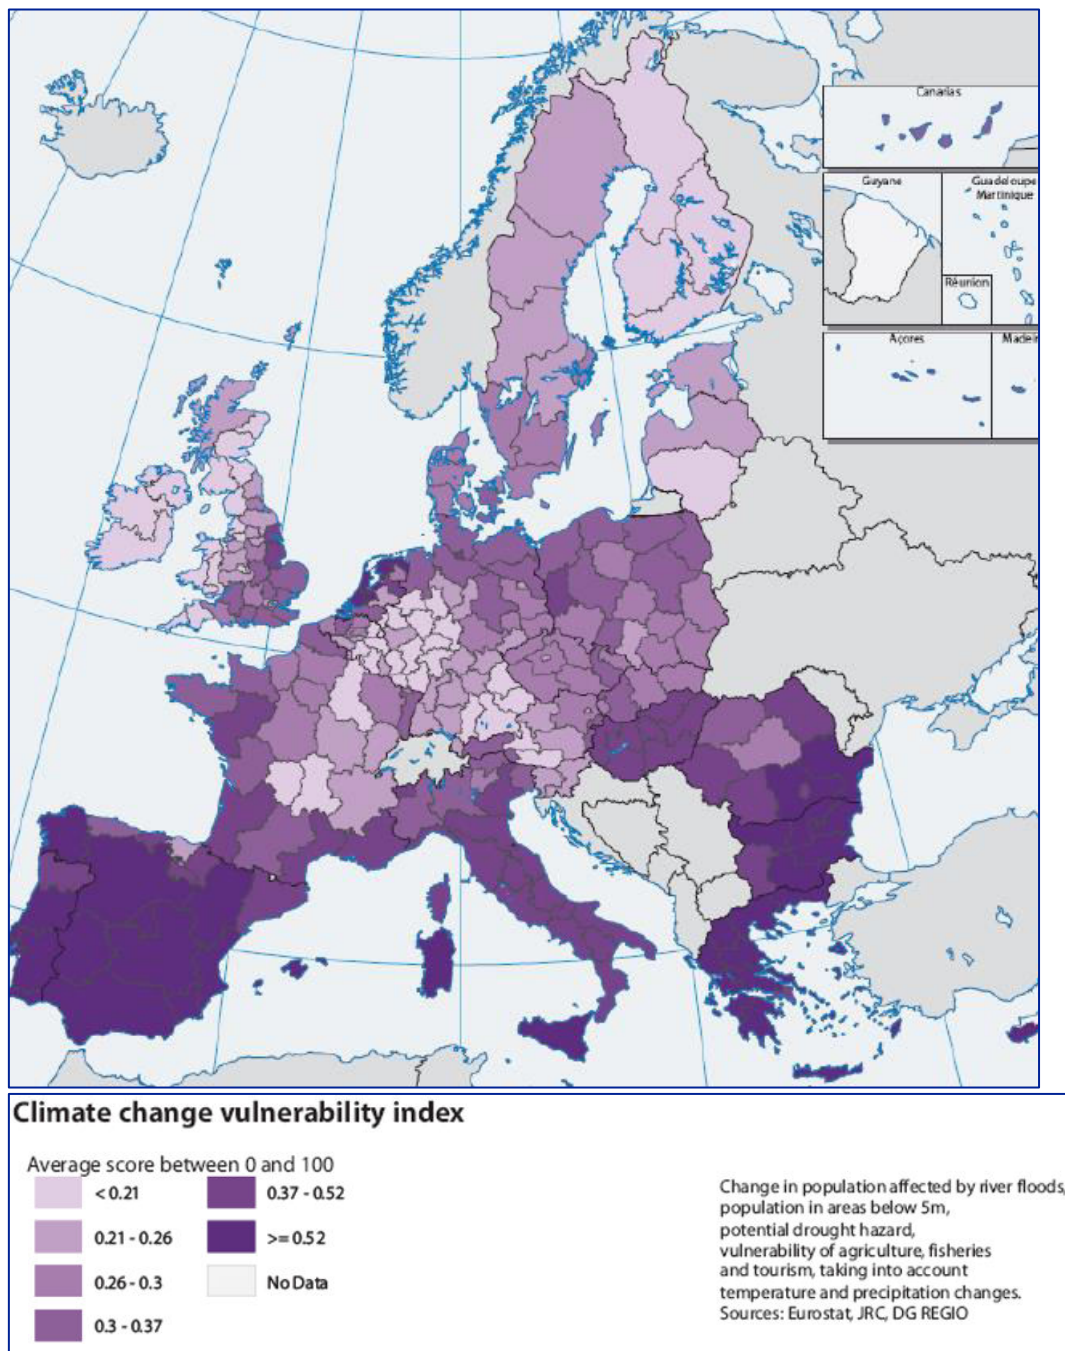 Canarias
Guyane
Guadeloupe
Martinique
Réunion
Açores
Madeir
Climate change vulnerability index
Average score between 0 and 100
< 0.21
0.21 - 0.26
0.26 - 0.3
0.3 - 0.37
0.37 - 0.52
>= 0.52
No Data
Change in population affected by river floods,
population in areas below 5m,
potential drought hazard,
vulnerability of agriculture, fisheries
and tourism, taking into account
temperature and precipitation changes.
Sources: Eurostat, JRC, DG REGIO